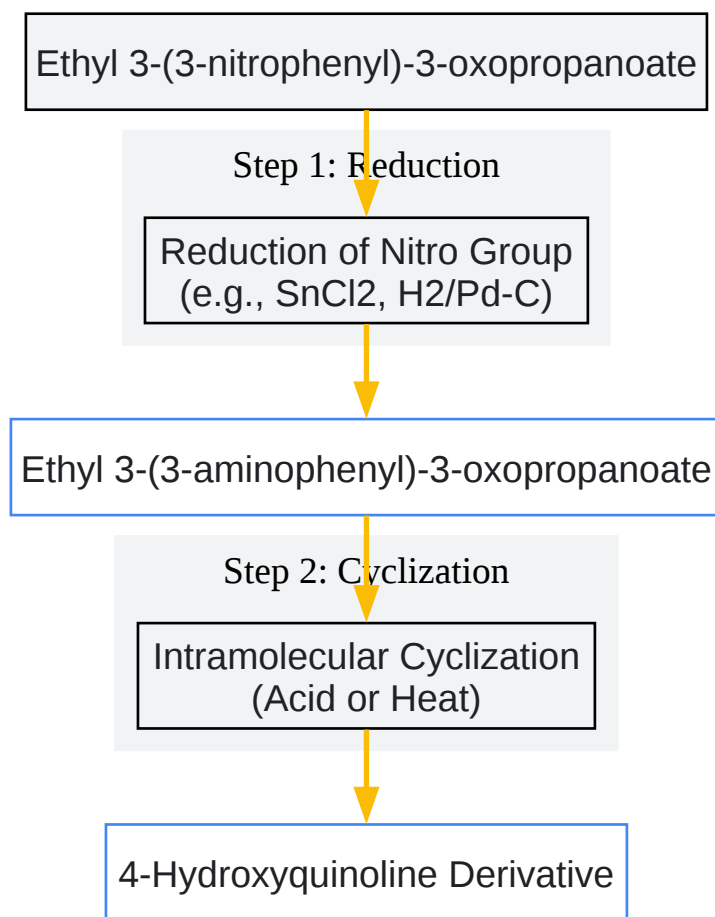 Ethyl 3-(3-nitrophenyl)-3-oxopropanoate
Step 1: Reduction
Reduction of Nitro Group
(e.g., SnCl2, H2/Pd-C)
Ethyl 3-(3-aminophenyl)-3-oxopropanoate
Step 2: Cyclization
Intramolecular Cyclization
(Acid or Heat)
4-Hydroxyquinoline Derivative